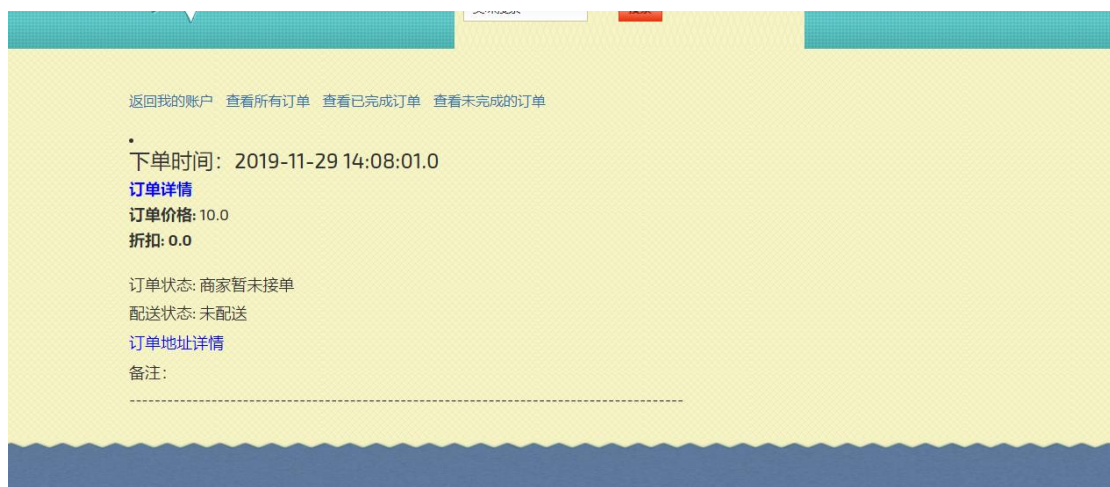 返回我的账户 查看所有订单 查看已完成订单 查看未完成的订单
下单时间：2019-11-29 14:08:01.0
订单详情
订单价格: 10.0
折扣: 0.0
订单状态: 商家暂未接单
配送状态: 未配送
订单地址详情
备注：
--------------------------------------------------------------------------------------